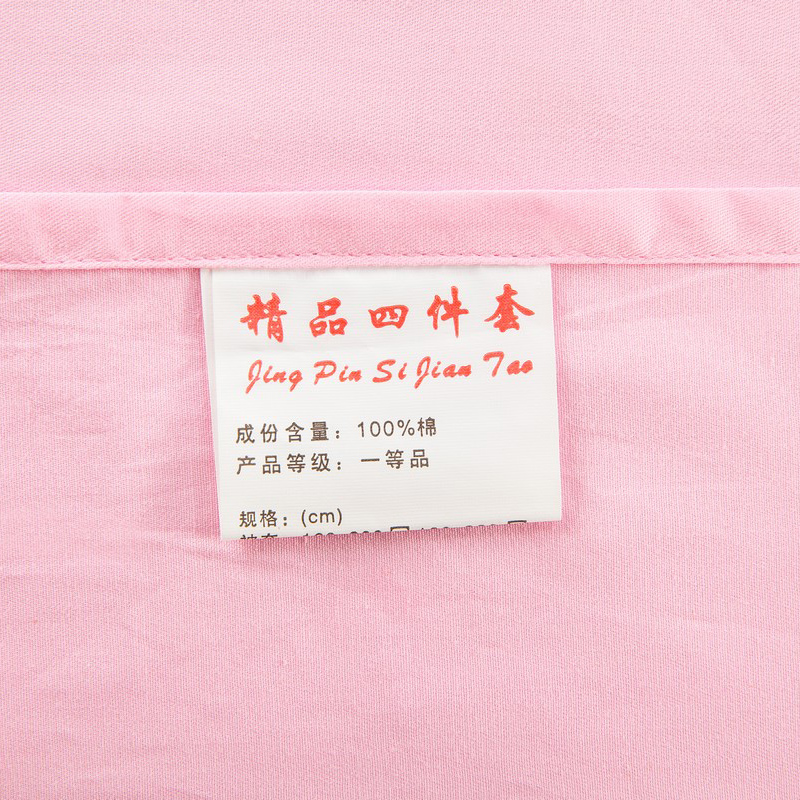 精品四件套
Jing Pin Si Jian Tao
成份含量：100%棉
产品等级：一等品
规格：(cm)